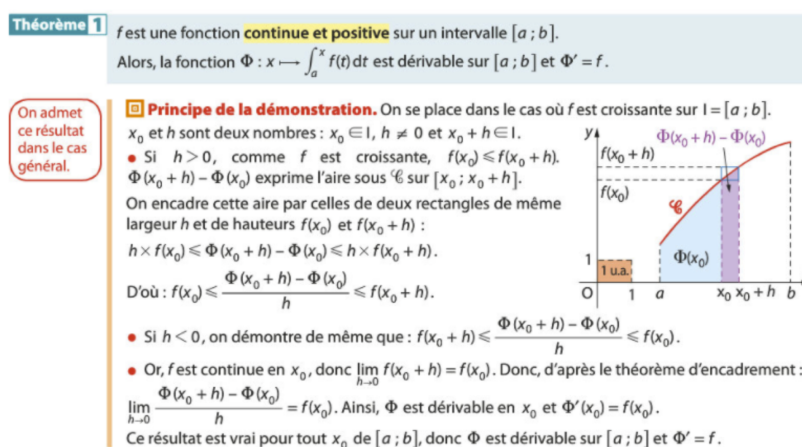 Théorème 1
f est une fonction continue et positive sur un intervalle [a ; b].
Alors, la fonction Φ : x ⟼ ∫ₐˣ f(t)dt est dérivable sur [a ; b] et Φ′ = f.
On admet
ce résultat
dans le cas
général.
Principe de la démonstration. On se place dans le cas où f est croissante sur I = [a ; b].
x₀ et h sont deux nombres : x₀ ∈ I, h ≠ 0 et x₀ + h ∈ I.
• Si h > 0, comme f est croissante, f(x₀) ⩽ f(x₀ + h).
Φ(x₀ + h) – Φ(x₀) exprime l'aire sous 𝒞 sur [x₀ ; x₀ + h].
On encadre cette aire par celles de deux rectangles de même
largeur h et de hauteurs f(x₀) et f(x₀ + h) :
h × f(x₀) ⩽ Φ(x₀ + h) – Φ(x₀) ⩽ h × f(x₀ + h).
D'où : f(x₀) ⩽ (Φ(x₀ + h) – Φ(x₀))/h ⩽ f(x₀ + h).
y
Φ(x₀ + h) – Φ(x₀)
f(x₀ + h)
f(x₀)
𝒞
Φ(x₀)
1
1 u.a.
O 1 a x₀ x₀ + h b
• Si h < 0, on démontre de même que : f(x₀ + h) ⩽ (Φ(x₀ + h) – Φ(x₀))/h ⩽ f(x₀).
• Or, f est continue en x₀, donc lim h→0 f(x₀ + h) = f(x₀). Donc, d'après le théorème d'encadrement :
lim h→0 (Φ(x₀ + h) – Φ(x₀))/h = f(x₀). Ainsi, Φ est dérivable en x₀ et Φ′(x₀) = f(x₀).
Ce résultat est vrai pour tout x₀ de [a ; b], donc Φ est dérivable sur [a ; b] et Φ′ = f.